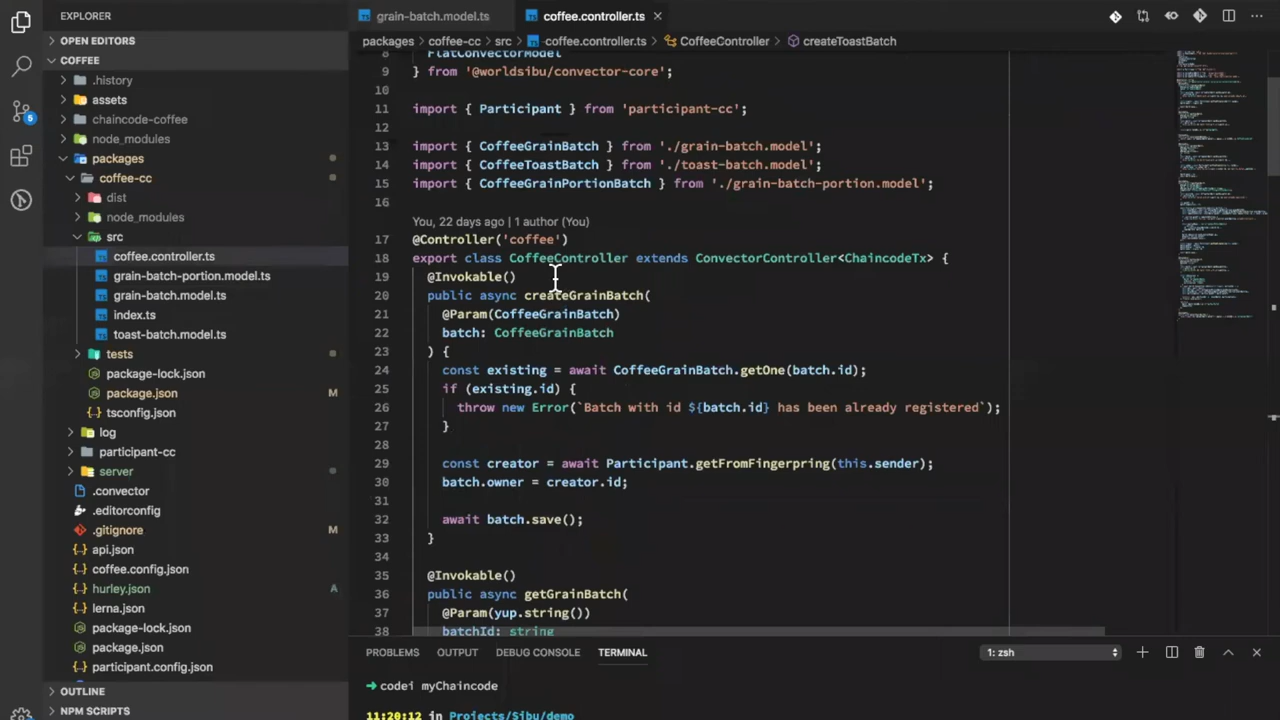 EXPLORER
OPEN EDITORS
COFFEE
.history
assets
chaincode-coffee
node_modules
packages
coffee-cc
dist
node_modules
src
coffee.controller.ts
grain-batch-portion.model.ts
grain-batch.model.ts
index.ts
toast-batch.model.ts
tests
package-lock.json
package.json M
tsconfig.json
log
participant-cc
server
.convector
.editorconfig
.gitignore M
api.json
coffee.config.json
hurley.json A
lerna.json
package-lock.json
package.json
participant.config.json
OUTLINE
NPM SCRIPTS
5
grain-batch.model.ts coffee.controller.ts
packages > coffee-cc > src > coffee.controller.ts > CoffeeController > createToastBatch
8 FlatConvectorModel
9 } from '@worldsibu/convector-core';
10
11 import { Participant } from 'participant-cc';
12
13 import { CoffeeGrainBatch } from './grain-batch.model';
14 import { CoffeeToastBatch } from './toast-batch.model';
15 import { CoffeeGrainPortionBatch } from './grain-batch-portion.model';
16
You, 22 days ago | 1 author (You)
17 @Controller('coffee')
18 export class CoffeeController extends ConvectorController<ChaincodeTx> {
19 @Invokable()
20 public async createGrainBatch(
21 @Param(CoffeeGrainBatch)
22 batch: CoffeeGrainBatch
23 ) {
24 const existing = await CoffeeGrainBatch.getOne(batch.id);
25 if (existing.id) {
26 throw new Error(`Batch with id ${batch.id} has been already registered`);
27 }
28
29 const creator = await Participant.getFromFingerpring(this.sender);
30 batch.owner = creator.id;
31
32 await batch.save();
33 }
34
35 @Invokable()
36 public async getGrainBatch(
37 @Param(yup.string())
38 batchId: string
PROBLEMS OUTPUT DEBUG CONSOLE TERMINAL 1: zsh
➜ codei myChaincode
11:20:12 in Projects/Sibu/demo